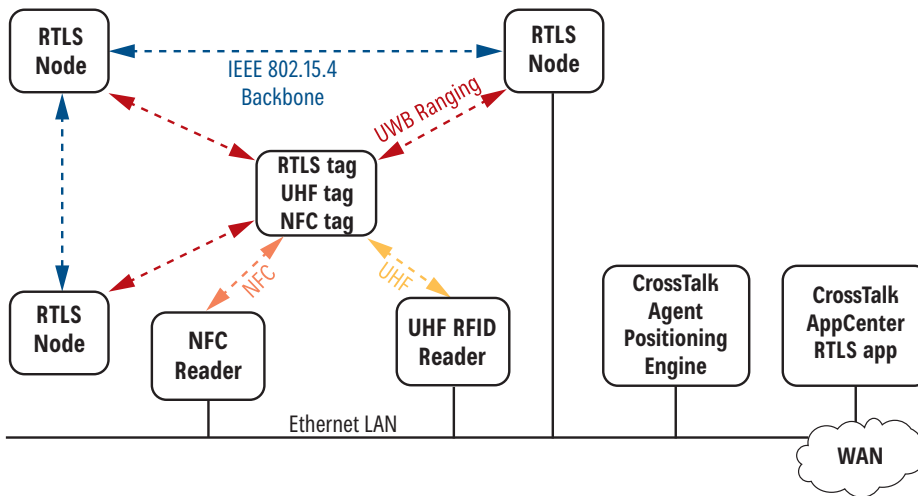 RTLS
Node
RTLS
Node
IEEE 802.15.4
Backbone
UWB Ranging
RTLS tag
UHF tag
NFC tag
NFC
UHF
RTLS
Node
NFC
Reader
UHF RFID
Reader
CrossTalk
Agent
Positioning
Engine
CrossTalk
AppCenter
RTLS app
Ethernet LAN
WAN